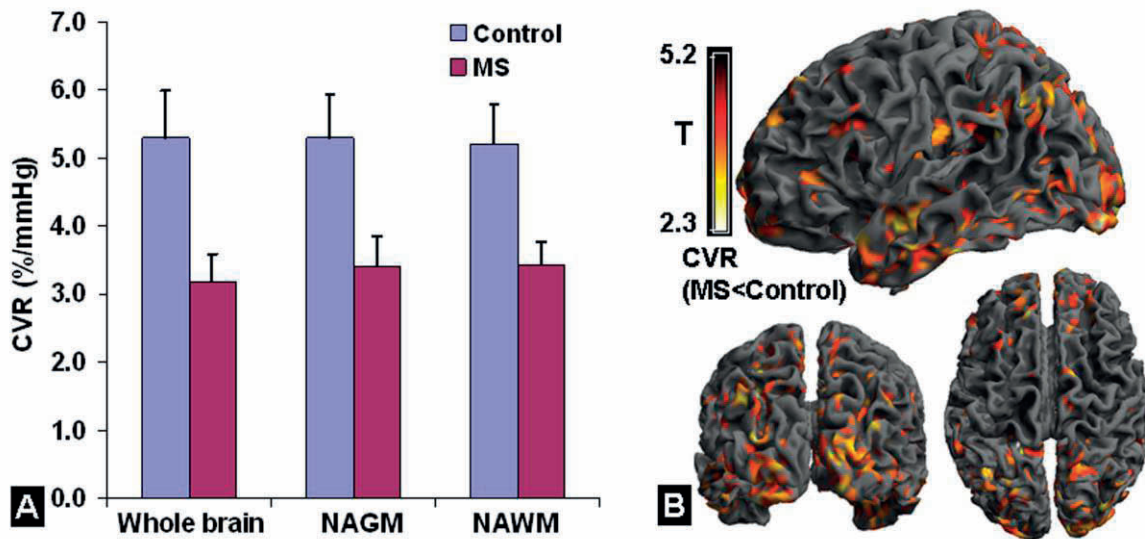 7.0
6.0
5.0
4.0
3.0
2.0
1.0
0.0
CVR (%/mmHg)
Control
MS
Whole brain
NAGM
NAWM
A
5.2
T
2.3
CVR
(MS<Control)
B